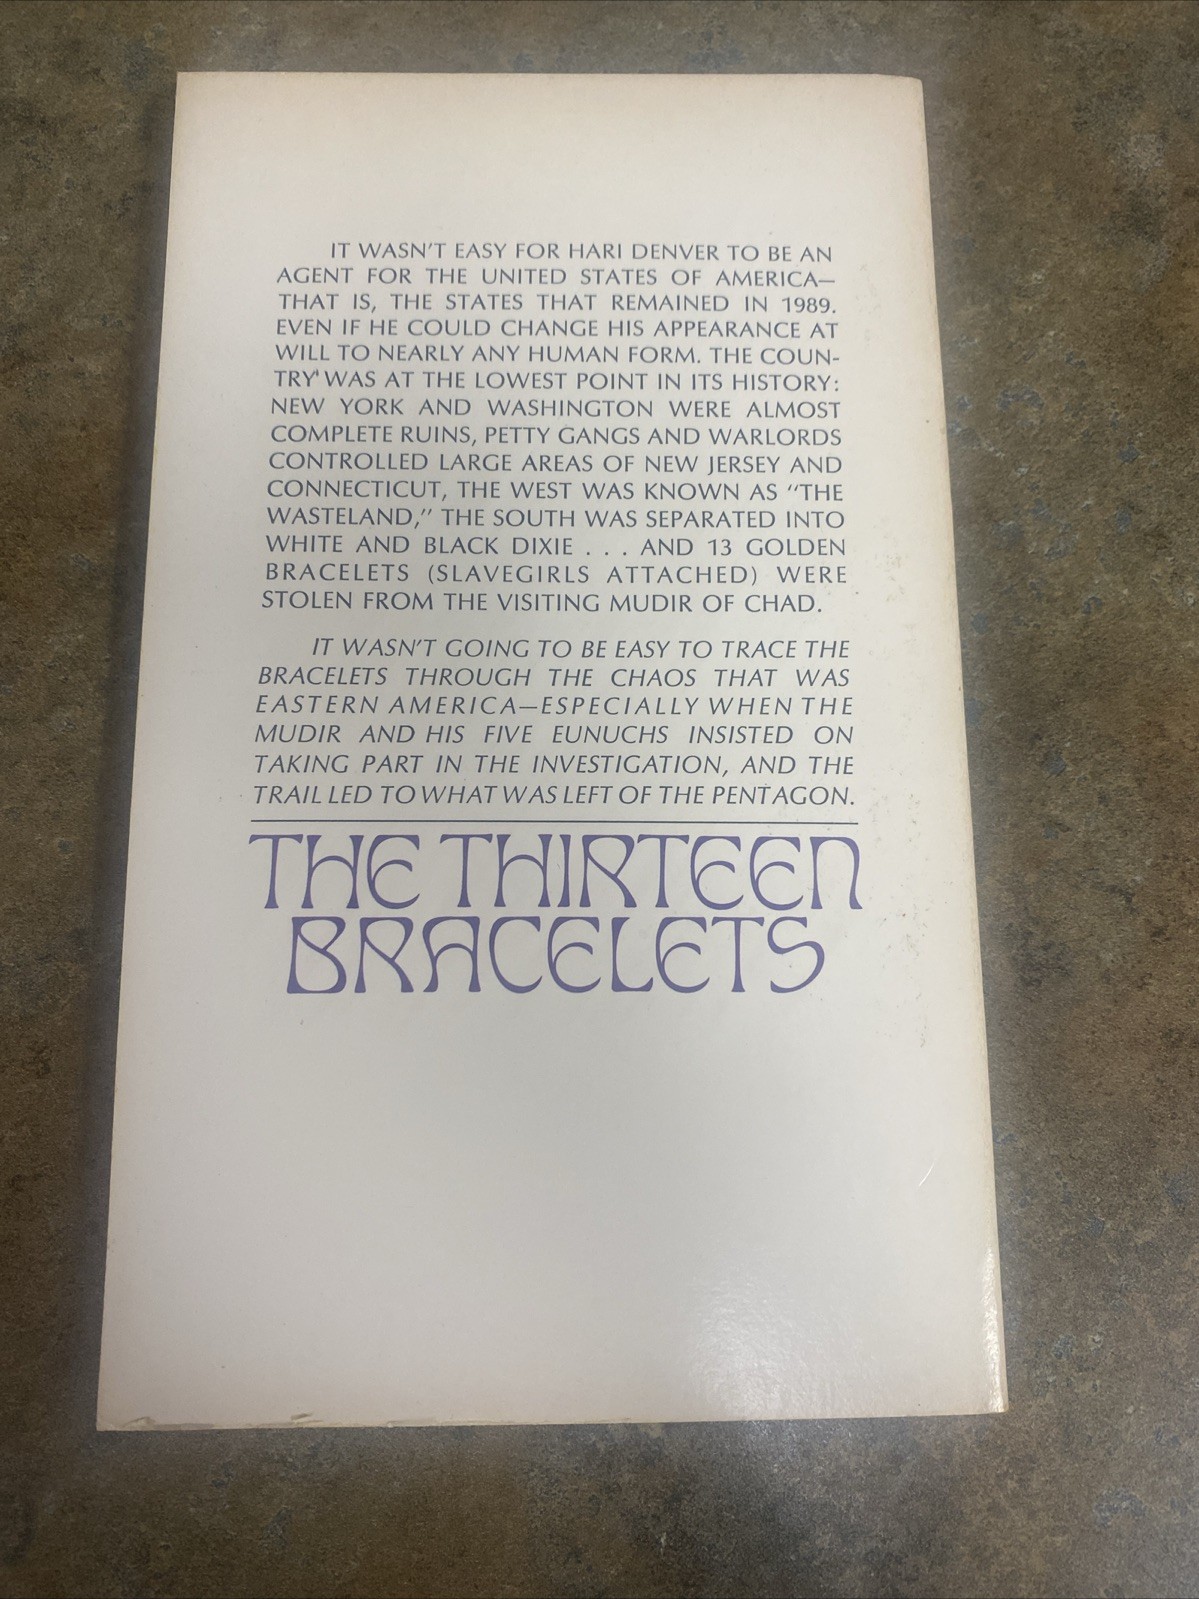 IT WASN'T EASY FOR HARI DENVER TO BE AN
AGENT FOR THE UNITED STATES OF AMERICA—
THAT IS, THE STATES THAT REMAINED IN 1989.
EVEN IF HE COULD CHANGE HIS APPEARANCE AT
WILL TO NEARLY ANY HUMAN FORM. THE COUN-
TRY WAS AT THE LOWEST POINT IN ITS HISTORY:
NEW YORK AND WASHINGTON WERE ALMOST
COMPLETE RUINS, PETTY GANGS AND WARLORDS
CONTROLLED LARGE AREAS OF NEW JERSEY AND
CONNECTICUT, THE WEST WAS KNOWN AS "THE
WASTELAND," THE SOUTH WAS SEPARATED INTO
WHITE AND BLACK DIXIE . . . AND 13 GOLDEN
BRACELETS (SLAVEGIRLS ATTACHED) WERE
STOLEN FROM THE VISITING MUDIR OF CHAD.
IT WASN'T GOING TO BE EASY TO TRACE THE
BRACELETS THROUGH THE CHAOS THAT WAS
EASTERN AMERICA—ESPECIALLY WHEN THE
MUDIR AND HIS FIVE EUNUCHS INSISTED ON
TAKING PART IN THE INVESTIGATION, AND THE
TRAIL LED TO WHAT WAS LEFT OF THE PENTAGON.
THE THIRTEEN
BRACELETS